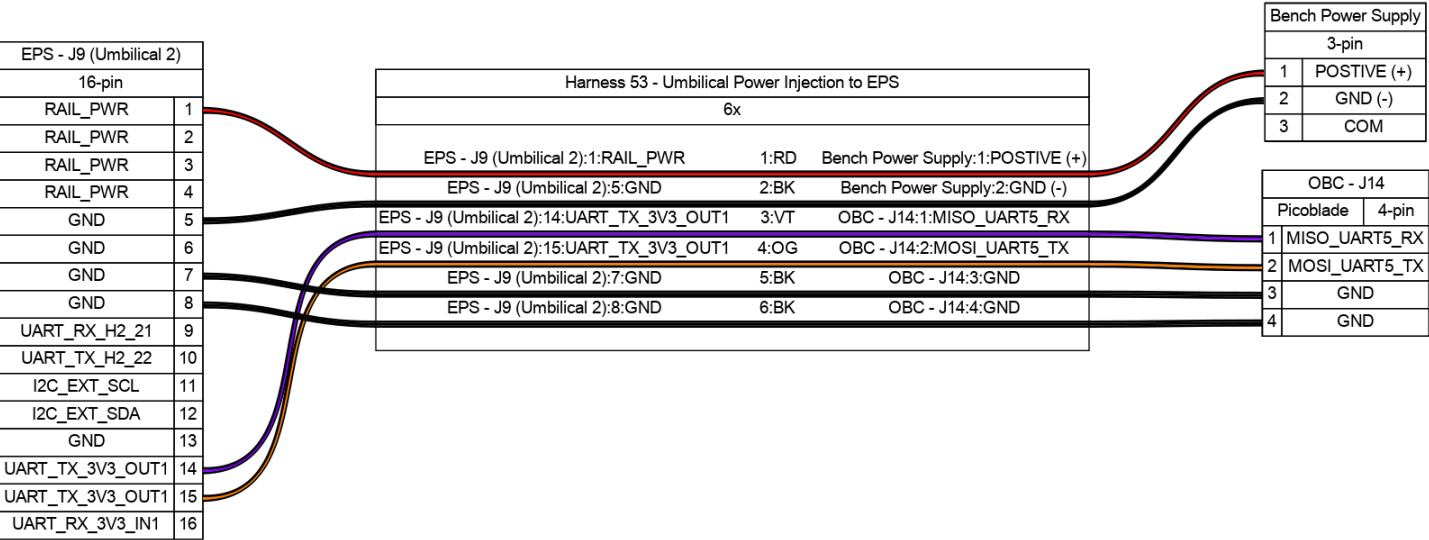 EPS - J9 (Umbilical 2)
16-pin
RAIL_PWR 1
RAIL_PWR 2
RAIL_PWR 3
RAIL_PWR 4
GND 5
GND 6
GND 7
GND 8
UART_RX_H2_21 9
UART_TX_H2_22 10
I2C_EXT_SCL 11
I2C_EXT_SDA 12
GND 13
UART_TX_3V3_OUT1 14
UART_TX_3V3_OUT1 15
UART_RX_3V3_IN1 16
Harness 53 - Umbilical Power Injection to EPS
6x
EPS - J9 (Umbilical 2):1:RAIL_PWR 1:RD Bench Power Supply:1:POSTIVE (+)
EPS - J9 (Umbilical 2):5:GND 2:BK Bench Power Supply:2:GND (-)
EPS - J9 (Umbilical 2):14:UART_TX_3V3_OUT1 3:VT OBC - J14:1:MISO_UART5_RX
EPS - J9 (Umbilical 2):15:UART_TX_3V3_OUT1 4:OG OBC - J14:2:MOSI_UART5_TX
EPS - J9 (Umbilical 2):7:GND 5:BK OBC - J14:3:GND
EPS - J9 (Umbilical 2):8:GND 6:BK OBC - J14:4:GND
Bench Power Supply
3-pin
1 POSTIVE (+)
2 GND (-)
3 COM
OBC - J14
Picoblade 4-pin
1 MISO_UART5_RX
2 MOSI_UART5_TX
3 GND
4 GND